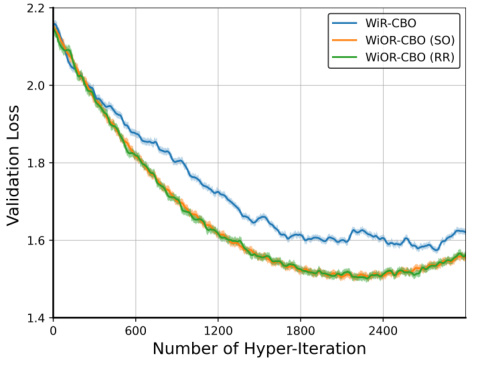 2.2
2.0
1.8
1.6
1.4
Validation Loss
WiR-CBO
WiOR-CBO (SO)
WiOR-CBO (RR)
0 600 1200 1800 2400
Number of Hyper-Iteration